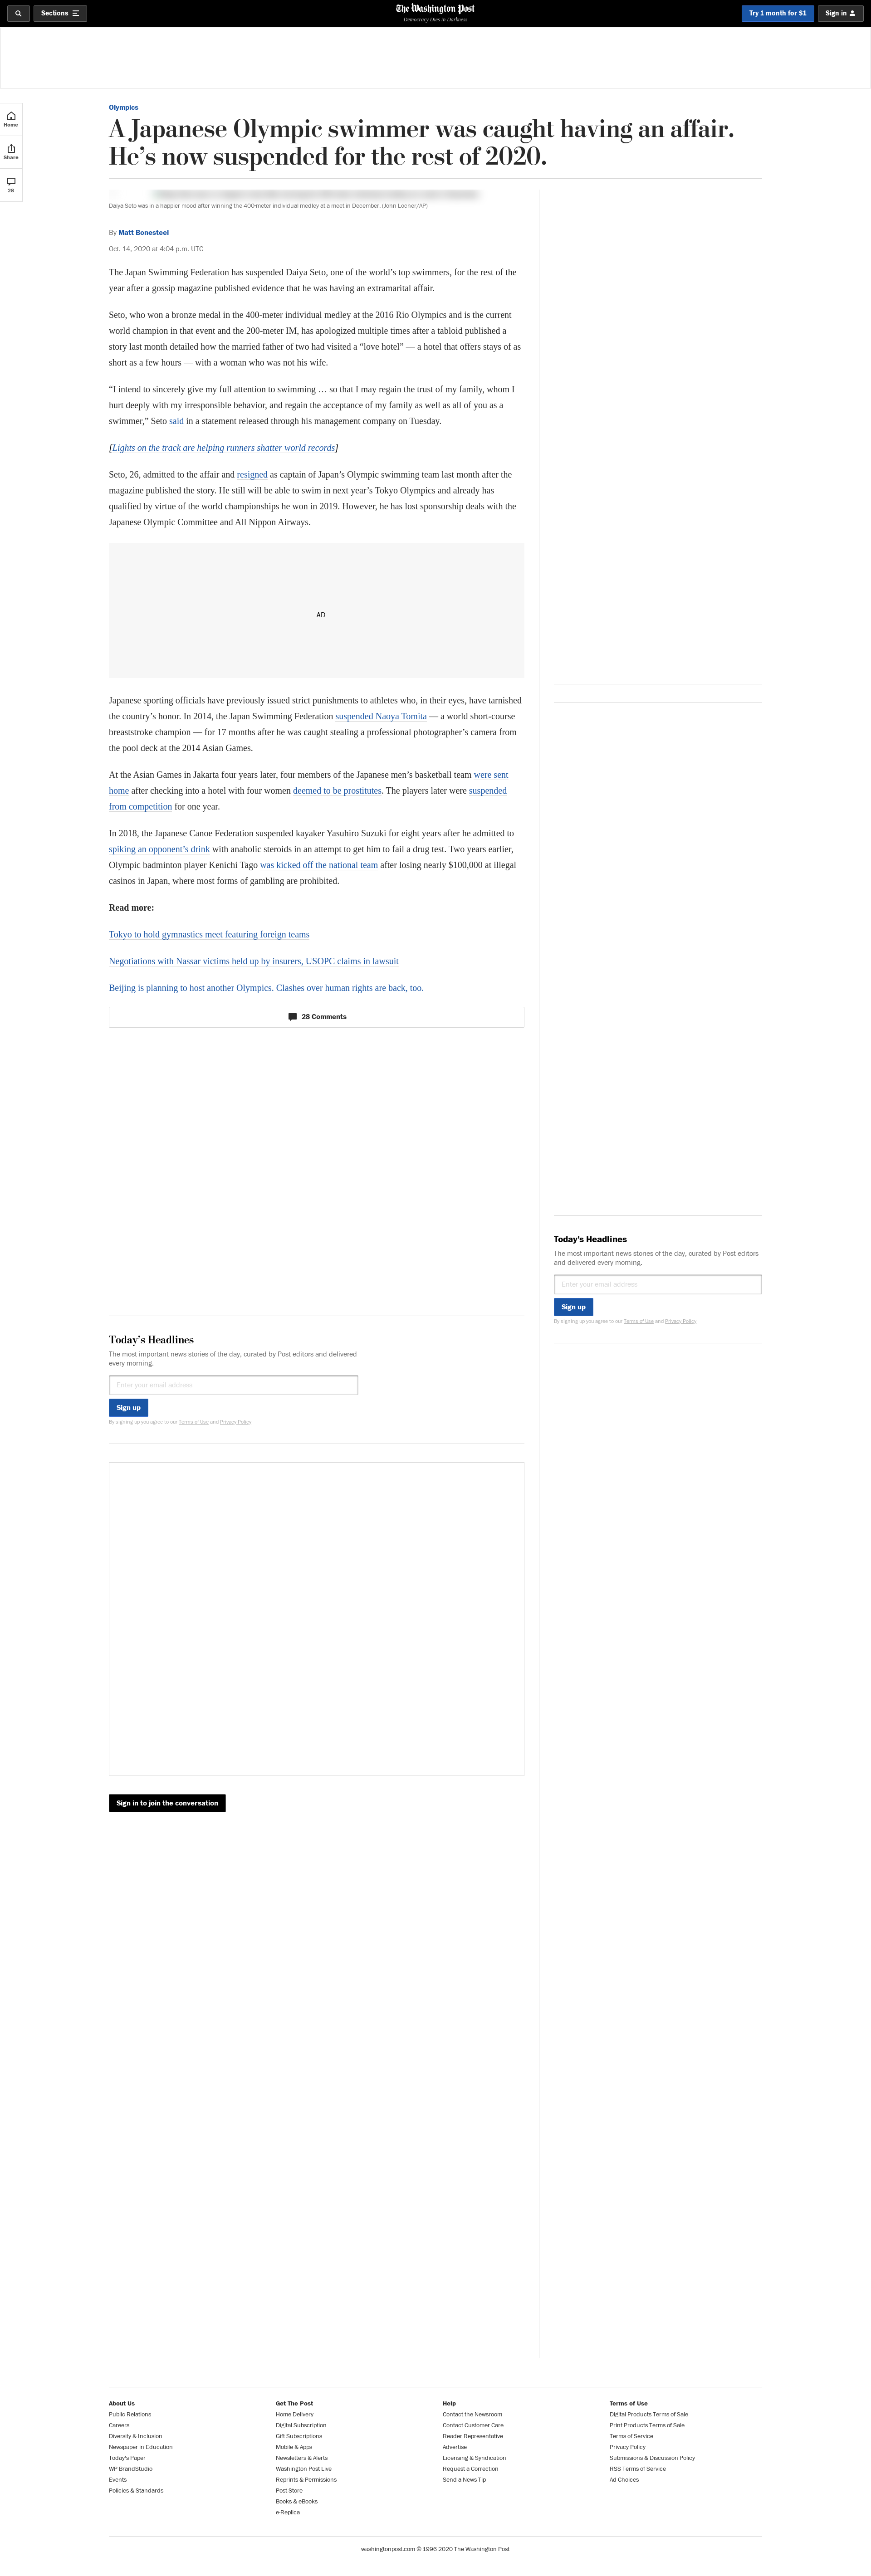 Sections
The Washington Post
Democracy Dies in Darkness
Try 1 month for $1
Sign in
Home
Share
28
Olympics
A Japanese Olympic swimmer was caught having an affair.
He’s now suspended for the rest of 2020.
Daiya Seto was in a happier mood after winning the 400-meter individual medley at a meet in December. (John Locher/AP)
By Matt Bonesteel
Oct. 14, 2020 at 4:04 p.m. UTC
The Japan Swimming Federation has suspended Daiya Seto, one of the world’s top swimmers, for the rest of the
year after a gossip magazine published evidence that he was having an extramarital affair.
Seto, who won a bronze medal in the 400-meter individual medley at the 2016 Rio Olympics and is the current
world champion in that event and the 200-meter IM, has apologized multiple times after a tabloid published a
story last month detailed how the married father of two had visited a “love hotel” — a hotel that offers stays of as
short as a few hours — with a woman who was not his wife.
“I intend to sincerely give my full attention to swimming … so that I may regain the trust of my family, whom I
hurt deeply with my irresponsible behavior, and regain the acceptance of my family as well as all of you as a
swimmer,” Seto said in a statement released through his management company on Tuesday.
[Lights on the track are helping runners shatter world records]
Seto, 26, admitted to the affair and resigned as captain of Japan’s Olympic swimming team last month after the
magazine published the story. He still will be able to swim in next year’s Tokyo Olympics and already has
qualified by virtue of the world championships he won in 2019. However, he has lost sponsorship deals with the
Japanese Olympic Committee and All Nippon Airways.
AD
Japanese sporting officials have previously issued strict punishments to athletes who, in their eyes, have tarnished
the country’s honor. In 2014, the Japan Swimming Federation suspended Naoya Tomita — a world short-course
breaststroke champion — for 17 months after he was caught stealing a professional photographer’s camera from
the pool deck at the 2014 Asian Games.
At the Asian Games in Jakarta four years later, four members of the Japanese men’s basketball team were sent
home after checking into a hotel with four women deemed to be prostitutes. The players later were suspended
from competition for one year.
In 2018, the Japanese Canoe Federation suspended kayaker Yasuhiro Suzuki for eight years after he admitted to
spiking an opponent’s drink with anabolic steroids in an attempt to get him to fail a drug test. Two years earlier,
Olympic badminton player Kenichi Tago was kicked off the national team after losing nearly $100,000 at illegal
casinos in Japan, where most forms of gambling are prohibited.
Read more:
Tokyo to hold gymnastics meet featuring foreign teams
Negotiations with Nassar victims held up by insurers, USOPC claims in lawsuit
Beijing is planning to host another Olympics. Clashes over human rights are back, too.
28 Comments
Today’s Headlines
The most important news stories of the day, curated by Post editors
and delivered every morning.
Enter your email address
Sign up
By signing up you agree to our Terms of Use and Privacy Policy
Today’s Headlines
The most important news stories of the day, curated by Post editors and delivered
every morning.
Enter your email address
Sign up
By signing up you agree to our Terms of Use and Privacy Policy
Sign in to join the conversation
About Us
Public Relations
Careers
Diversity & Inclusion
Newspaper in Education
Today's Paper
WP BrandStudio
Events
Policies & Standards
Get The Post
Home Delivery
Digital Subscription
Gift Subscriptions
Mobile & Apps
Newsletters & Alerts
Washington Post Live
Reprints & Permissions
Post Store
Books & eBooks
e-Replica
Help
Contact the Newsroom
Contact Customer Care
Reader Representative
Advertise
Licensing & Syndication
Request a Correction
Send a News Tip
Terms of Use
Digital Products Terms of Sale
Print Products Terms of Sale
Terms of Service
Privacy Policy
Submissions & Discussion Policy
RSS Terms of Service
Ad Choices
washingtonpost.com © 1996-2020 The Washington Post